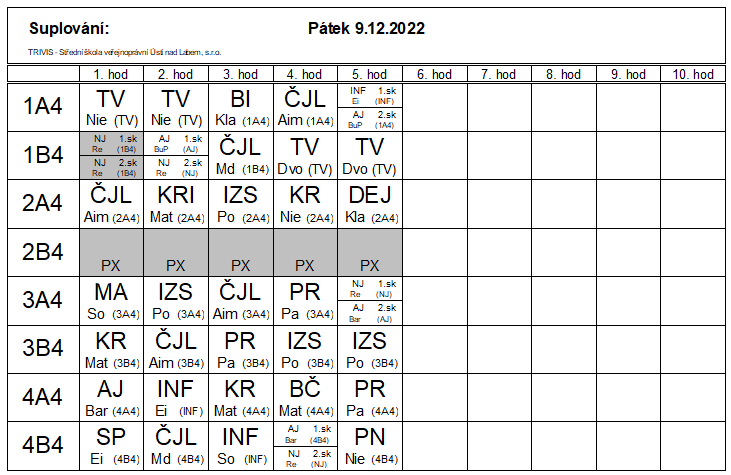 Suplování: Pátek 9.12.2022
TRIVIS - Střední škola veřejnoprávní Ústí nad Labem, s.r.o.
1. hod 2. hod 3. hod 4. hod 5. hod 6. hod 7. hod 8. hod 9. hod 10. hod
1A4 TV TV BI ČJL INF 1.sk
Ei (INF)
Nie (TV) Nie (TV) Kla (1A4) Aim (1A4) AJ 2.sk
BuP (1A4)
1B4 NJ 1.sk AJ 1.sk ČJL TV TV
Re (1B4) BuP (AJ)
NJ 2.sk NJ 2.sk Md (1B4) Dvo (TV) Dvo (TV)
Re (1B4) Re (NJ)
2A4 ČJL KRI IZS KR DEJ
Aim (2A4) Mat (2A4) Po (2A4) Nie (2A4) Kla (2A4)
2B4
PX PX PX PX PX
3A4 MA IZS ČJL PR NJ 1.sk
Re (NJ)
So (3A4) Po (3A4) Aim (3A4) Pa (3A4) AJ 2.sk
Bar (AJ)
3B4 KR ČJL PR IZS IZS
Mat (3B4) Aim (3B4) Pa (3B4) Po (3B4) Po (3B4)
4A4 AJ INF KR BČ PR
Bar (4A4) Ei (INF) Mat (4A4) Mat (4A4) Pa (4A4)
4B4 SP ČJL INF AJ 1.sk PN
Bar (4B4)
Ei (4B4) Md (4B4) So (INF) NJ 2.sk Nie (4B4)
Re (NJ)